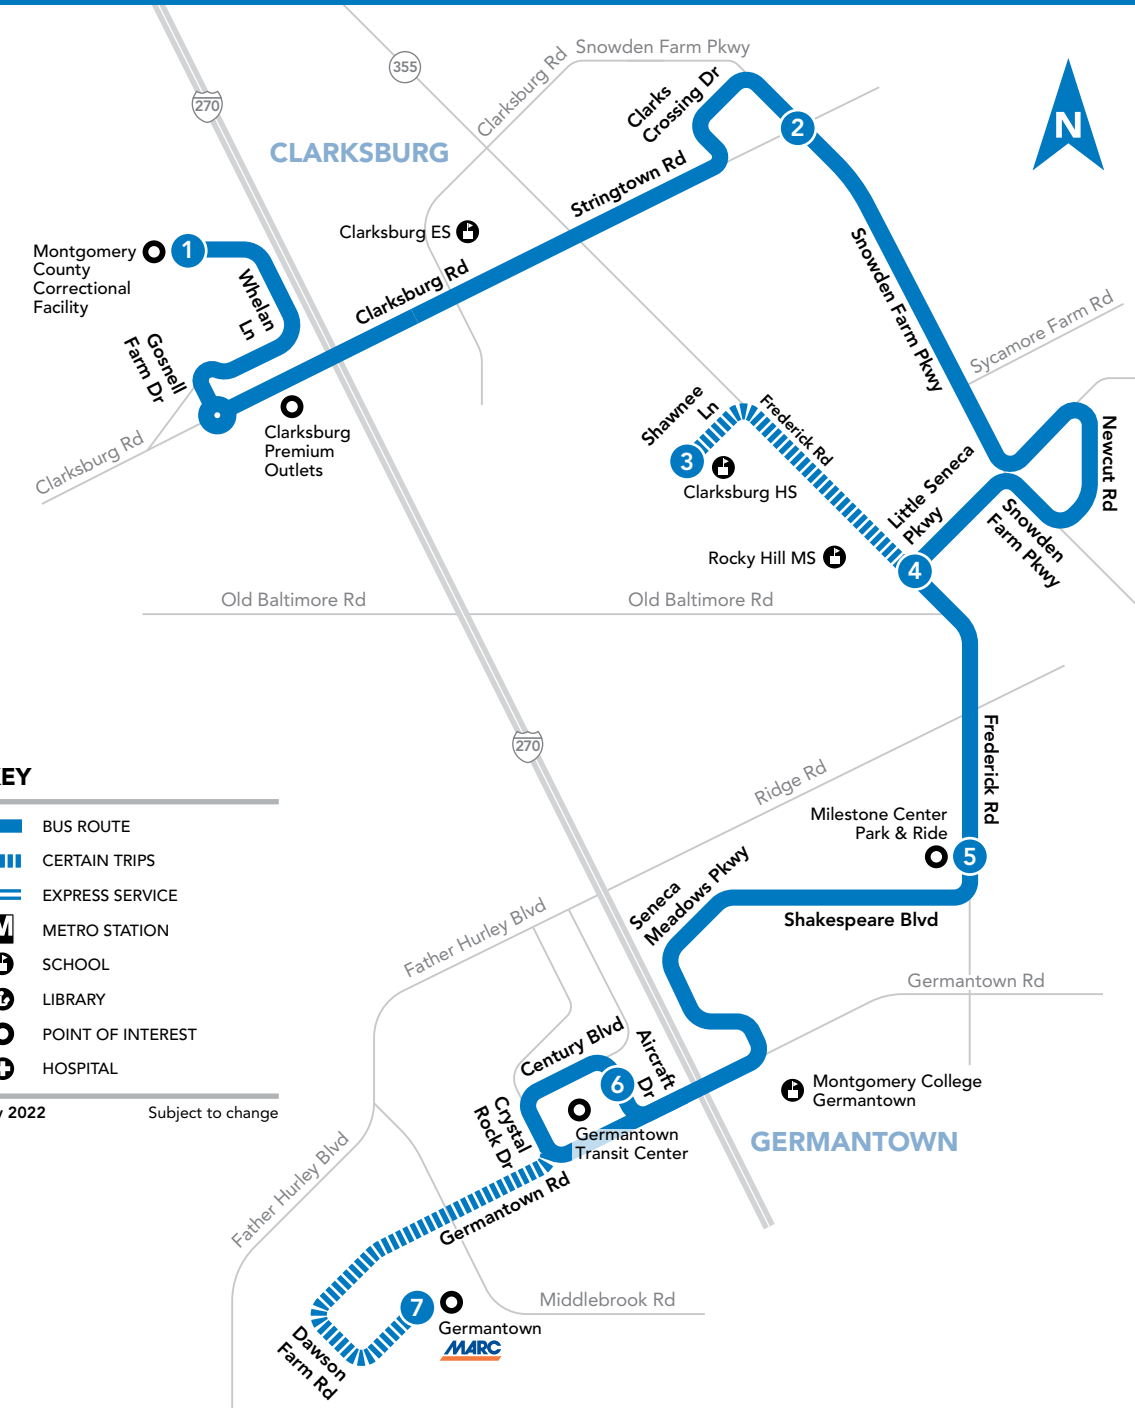 Snowden Farm Pkwy
355
Clarksburg Rd
270
Clarks
Crossing Dr
N
2
CLARKSBURG
Stringtown Rd
Clarksburg ES
Montgomery
County
Correctional
Facility
1
Whelan
Ln
Clarksburg Rd
Snowden Farm Pkwy
Sycamore Farm Rd
Gosnell
Farm Dr
Clarksburg
Premium
Outlets
Clarksburg Rd
Shawnee
Ln
Frederick Rd
3
Clarksburg HS
Newcut Rd
Little Seneca
Pkwy
Snowden
Farm Pkwy
Rocky Hill MS
4
Old Baltimore Rd
Old Baltimore Rd
270
Frederick Rd
Ridge Rd
Milestone Center
Park & Ride
5
EY
BUS ROUTE
CERTAIN TRIPS
EXPRESS SERVICE
M
METRO STATION
SCHOOL
LIBRARY
POINT OF INTEREST
HOSPITAL
2022
Subject to change
Seneca
Meadows Pkwy
Shakespeare Blvd
Father Hurley Blvd
Germantown Rd
Century Blvd
Aircraft
Dr
6
Crystal
Rock Dr
Germantown
Transit Center
Montgomery College
Germantown
GERMANTOWN
Father Hurley Blvd
Germantown Rd
7
Germantown
MARC
Middlebrook Rd
Dawson
Farm Rd